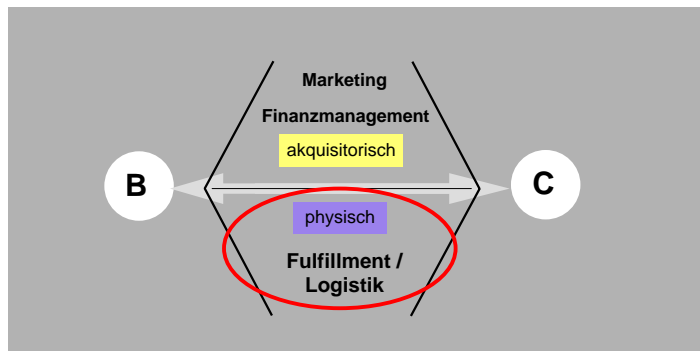 Marketing
Finanzmanagement
akquisitorisch
B
C
physisch
Fulfillment /
Logistik